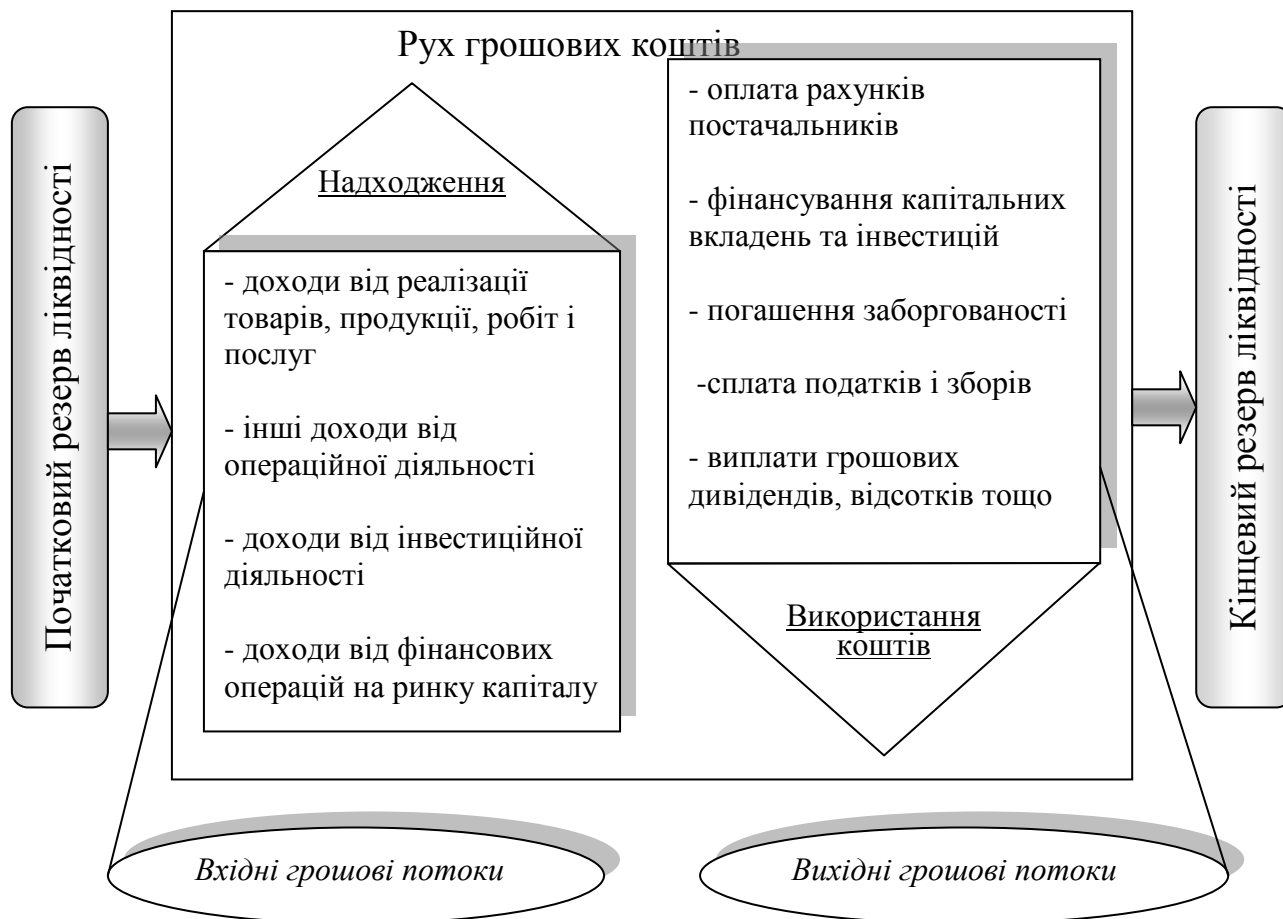 Рух грошових коштів
Початковий резерв ліквідності
Надходження
- доходи від реалізації
товарів, продукції, робіт і
послуг
- інші доходи від
операційної діяльності
- доходи від інвестиційної
діяльності
- доходи від фінансових
операцій на ринку капіталу
- оплата рахунків
постачальників
- фінансування капітальних
вкладень та інвестицій
- погашення заборгованості
-сплата податків і зборів
- виплати грошових
дивідендів, відсотків тощо
Використання
коштів
Кінцевий резерв ліквідності
Вхідні грошові потоки
Вихідні грошові потоки